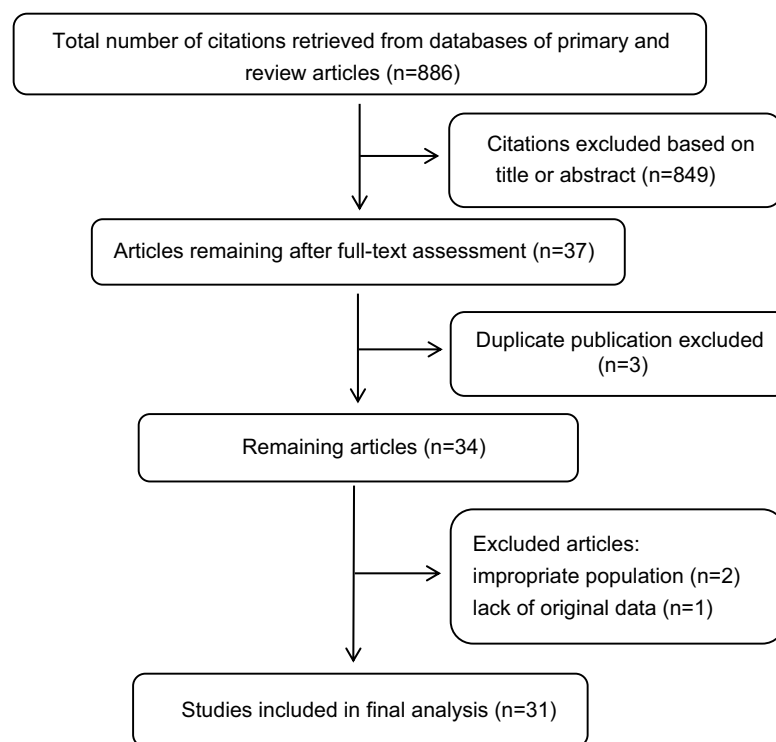 Total number of citations retrieved from databases of primary and
review articles (n=886)
Citations excluded based on
title or abstract (n=849)
Articles remaining after full-text assessment (n=37)
Duplicate publication excluded
(n=3)
Remaining articles (n=34)
Excluded articles:
impropriate population (n=2)
lack of original data (n=1)
Studies included in final analysis (n=31)